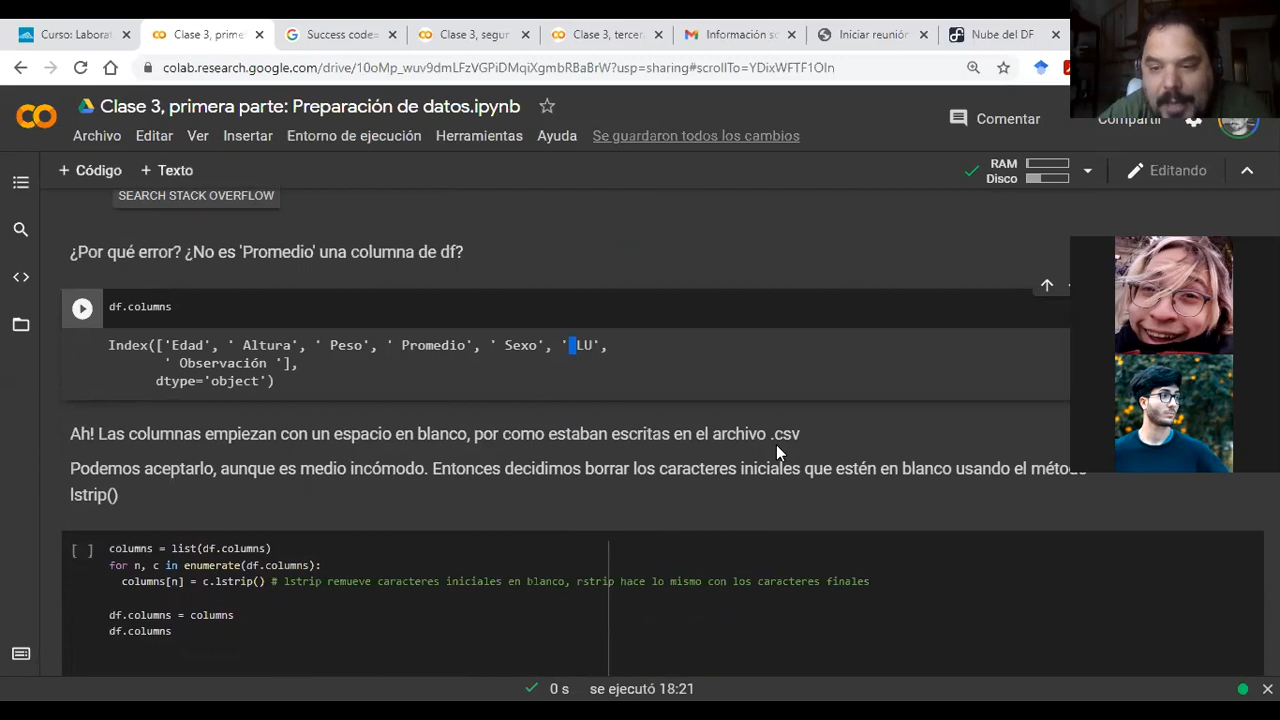 Curso: Laborat
Clase 3, prime
Success code=
Clase 3, segun
Clase 3, tercera
Información so
Iniciar reunión
Nube del DF
colab.research.google.com/drive/10oMp_wuv9dmLFzVGPiDMqiXgmbRBaBrW?usp=sharing#scrollTo=YDixWFTF1OIn
Clase 3, primera parte: Preparación de datos.ipynb
Comentar
Compartir
Archivo Editar Ver Insertar Entorno de ejecución Herramientas Ayuda Se guardaron todos los cambios
+ Código + Texto
RAM
Disco
Editando
SEARCH STACK OVERFLOW
¿Por qué error? ¿No es 'Promedio' una columna de df?
df.columns
Index(['Edad', ' Altura', ' Peso', ' Promedio', ' Sexo', ' LU',
' Observación '],
dtype='object')
Ah! Las columnas empiezan con un espacio en blanco, por como estaban escritas en el archivo .csv
Podemos aceptarlo, aunque es medio incómodo. Entonces decidimos borrar los caracteres iniciales que estén en blanco usando el método
lstrip()
[ ] columns = list(df.columns)
for n, c in enumerate(df.columns):
columns[n] = c.lstrip() # lstrip remueve caracteres iniciales en blanco, rstrip hace lo mismo con los caracteres finales
df.columns = columns
df.columns
0 s se ejecutó 18:21